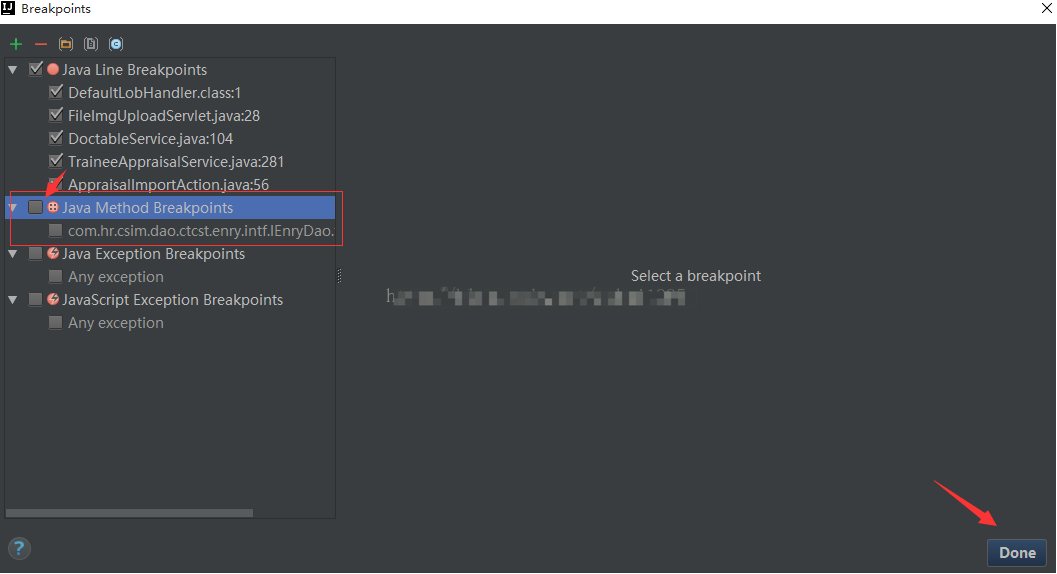 Breakpoints
Java Line Breakpoints
DefaultLobHandler.class:1
FileImgUploadServlet.java:28
DoctableService.java:104
TraineeAppraisalService.java:281
AppraisalImportAction.java:56
Java Method Breakpoints
com.hr.csim.dao.ctcst.enry.intf.IEnryDao.
Java Exception Breakpoints
Any exception
JavaScript Exception Breakpoints
Any exception
Select a breakpoint
?
Done